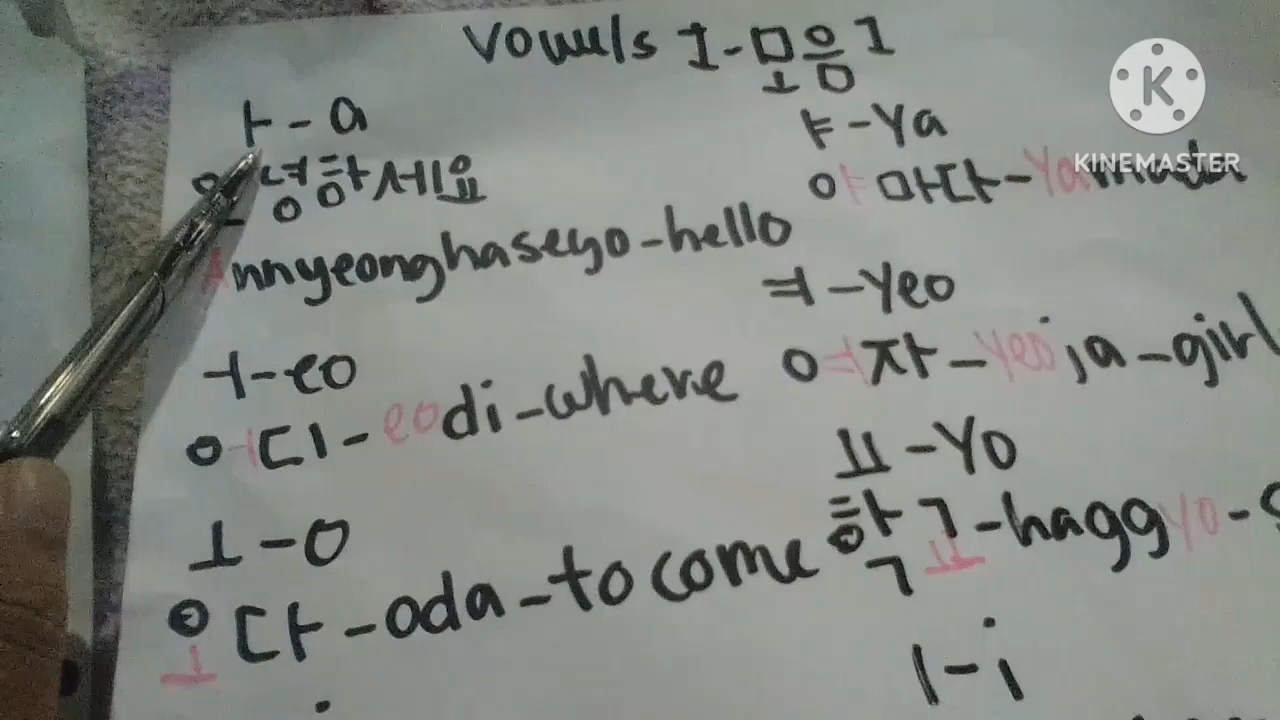 Vowels 1-모음1
ㅏ-a
안녕하세요
Annyeonghaseyo-hello
ㅓ-eo
어디-eodi-where
ㅗ-o
오다-oda-to come
ㅑ-Ya
야마다-Yamada
ㅕ-yeo
여자-yeoja-girl
ㅛ-Yo
학교-haggyo-
ㅣ-i
K
KINEMASTER